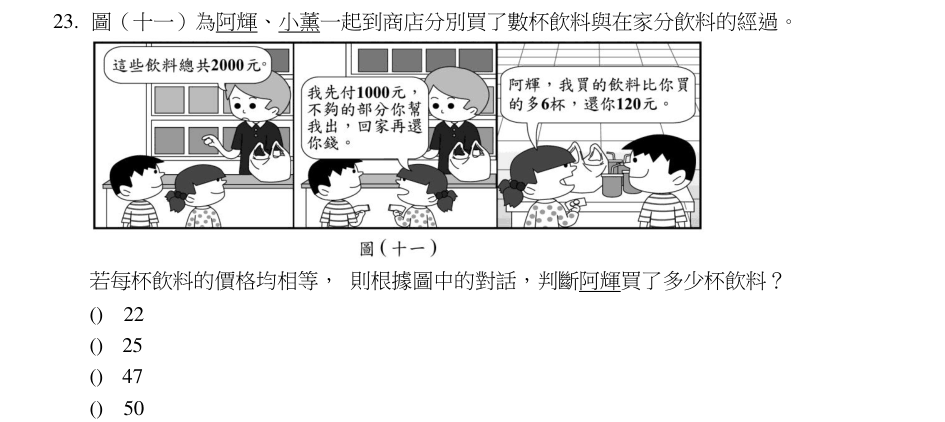 23. 圖（十一）為阿輝、小薰一起到商店分別買了數杯飲料與在家分飲料的經過。
這些飲料總共2000元。
我先付1000元，
不夠的部分你幫
我出，回家再還
你錢。
阿輝，我買的飲料比你買
的多6杯，還你120元。
圖(十一)
若每杯飲料的價格均相等， 則根據圖中的對話，判斷阿輝買了多少杯飲料？
() 22
() 25
() 47
() 50